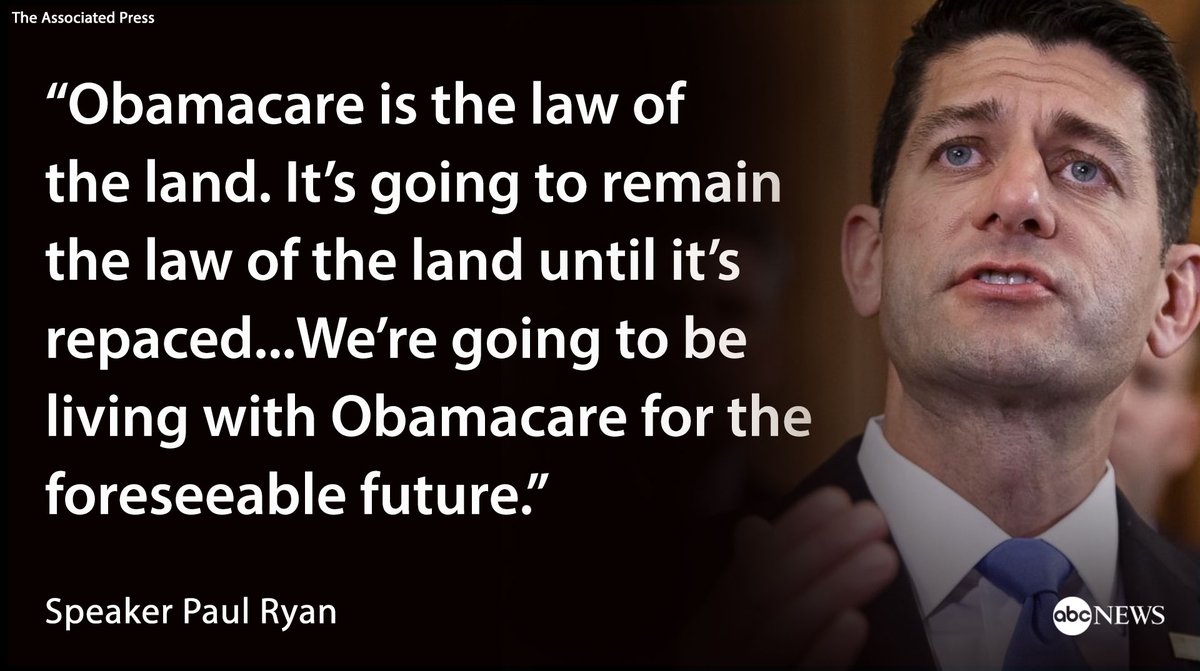 The Associated Press
“Obamacare is the law of
the land. It’s going to remain
the law of the land until it’s
repaced...We’re going to be
living with Obamacare for the
foreseeable future.”
Speaker Paul Ryan
abc NEWS